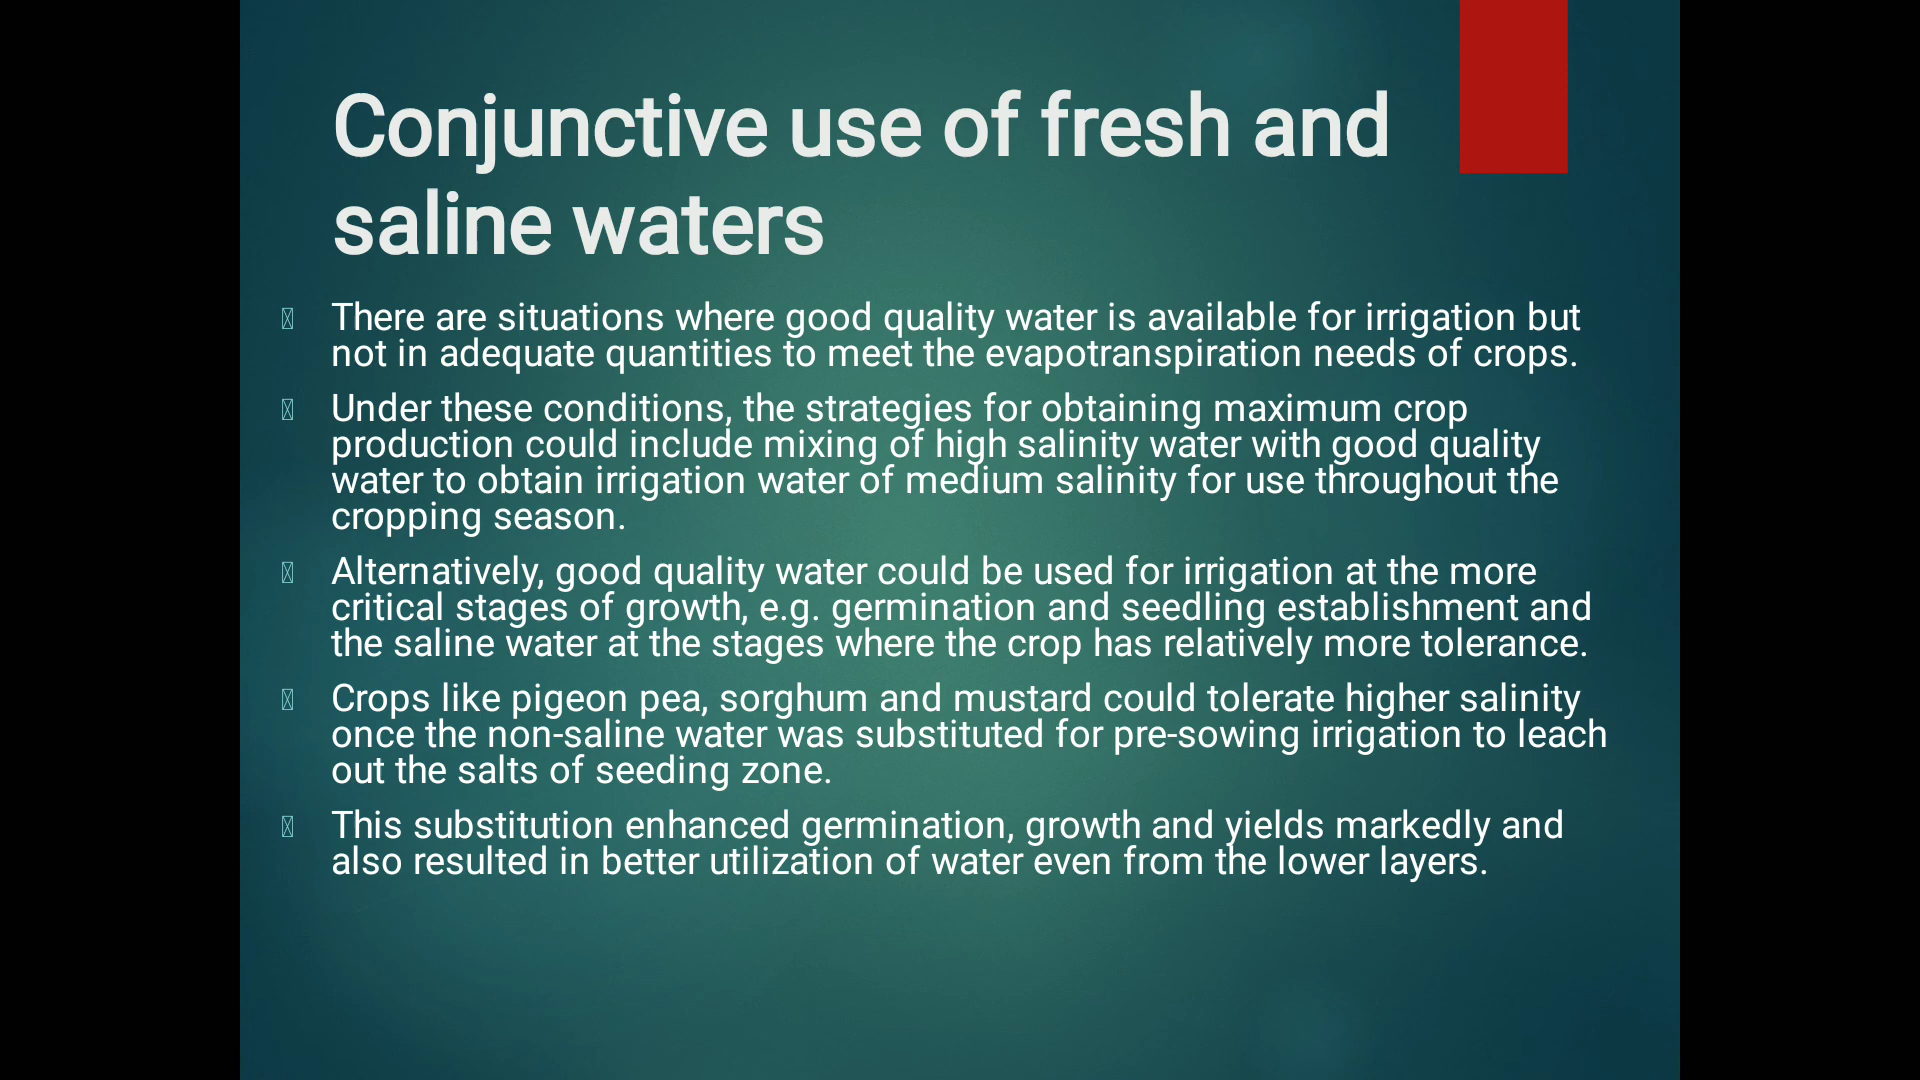 Conjunctive use of fresh and
saline waters
There are situations where good quality water is available for irrigation but
not in adequate quantities to meet the evapotranspiration needs of crops.
Under these conditions, the strategies for obtaining maximum crop
production could include mixing of high salinity water with good quality
water to obtain irrigation water of medium salinity for use throughout the
cropping season.
Alternatively, good quality water could be used for irrigation at the more
critical stages of growth, e.g. germination and seedling establishment and
the saline water at the stages where the crop has relatively more tolerance.
Crops like pigeon pea, sorghum and mustard could tolerate higher salinity
once the non-saline water was substituted for pre-sowing irrigation to leach
out the salts of seeding zone.
This substitution enhanced germination, growth and yields markedly and
also resulted in better utilization of water even from the lower layers.